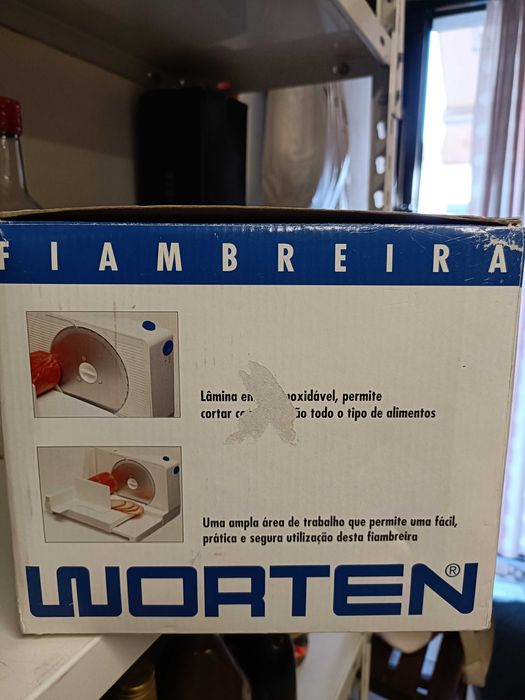 FIAMBREIRA
Lâmina em oxidável, permite
cortar ão todo o tipo de alimentos
Uma ampla área de trabalho que permite uma fácil,
prática e segura utilização desta fiambreira
WORTEN®